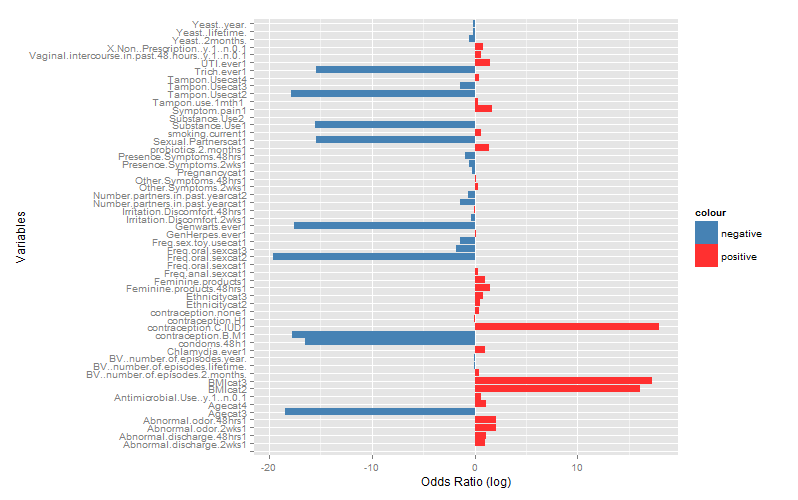 Yeast..year.
Yeast..lifetime.
Yeast..2months.
X.Non..Prescription..y.1..n.0.1
Vaginal.intercourse.in.past.48.hours..y.1..n.0.1
UTI.ever1
Trich.ever1
Tampon.Usecat4
Tampon.Usecat3
Tampon.Usecat2
Tampon.use.1mth1
Symptom.pain1
Substance.Use2
Substance.Use1
smoking.current1
Sexual.Partnerscat1
probiotics.2.months1
Presence.Symptoms.48hrs1
Presence.Symptoms.2wks1
Pregnancycat1
Other.Symptoms.48hrs1
Other.Symptoms.2wks1
Number.partners.in.past.yearcat2
Number.partners.in.past.yearcat1
Irritation.Discomfort.48hrs1
Irritation.Discomfort.2wks1
Genwarts.ever1
GenHerpes.ever1
Freq.sex.toy.usecat1
Freq.oral.sexcat3
Freq.oral.sexcat2
Freq.oral.sexcat1
Freq.anal.sexcat1
Feminine.products1
Feminine.products.48hrs1
Ethnicitycat3
Ethnicitycat2
contraception.none1
contraception.H1
contraception.C.IUD1
contraception.B.M1
condoms.48h1
Chlamydia.ever1
BV..number.of.episodes.year.
BV..number.of.episodes.lifetime.
BV..number.of.episodes.2.months.
BMIcat3
BMIcat2
Antimicrobial.Use..y.1..n.0.1
Agecat4
Agecat3
Abnormal.odor.48hrs1
Abnormal.odor.2wks1
Abnormal.discharge.48hrs1
Abnormal.discharge.2wks1
Variables
-20 -10 0 10
Odds Ratio (log)
colour
negative
positive